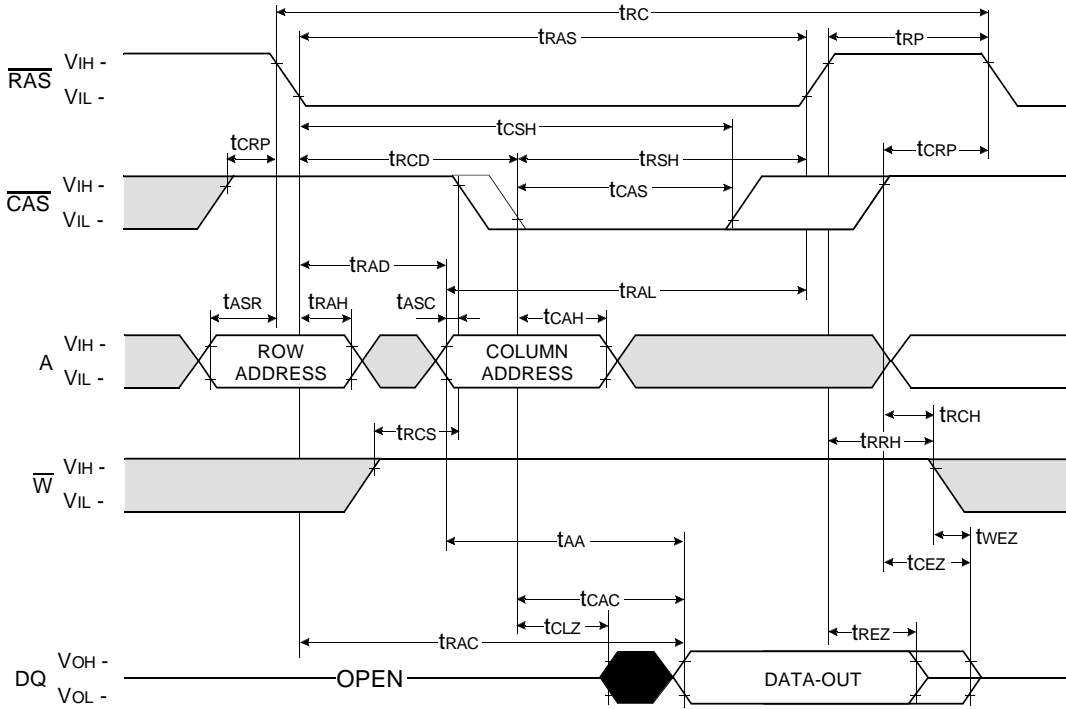 tRC
tRAS
tRP
RAS
VIH -
VIL -
tCSH
tCRP
tRCD
tRSH
tCRP
CAS
VIH -
VIL -
tCAS
tRAD
tRAL
tASR
tRAH
tASC
tCAH
A
VIH -
VIL -
ROW
ADDRESS
COLUMN
ADDRESS
tRCS
tRCH
tRRH
W
VIH -
VIL -
tWEZ
tAA
tCEZ
tCAC
tCLZ
tREZ
tRAC
DQ
VOH -
VOL -
OPEN
DATA-OUT